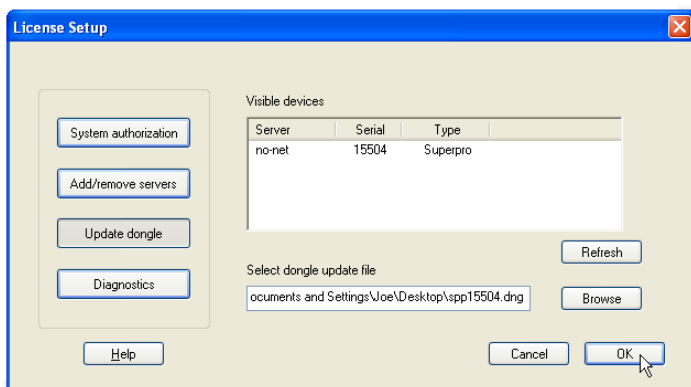 License Setup
System authorization
Add/remove servers
Update dongle
Diagnostics
Help
Visible devices
Server Serial Type
no-net 15504 Superpro
Refresh
Select dongle update file
ocuments and Settings\Joe\Desktop\spp15504.dng
Browse
Cancel
OK